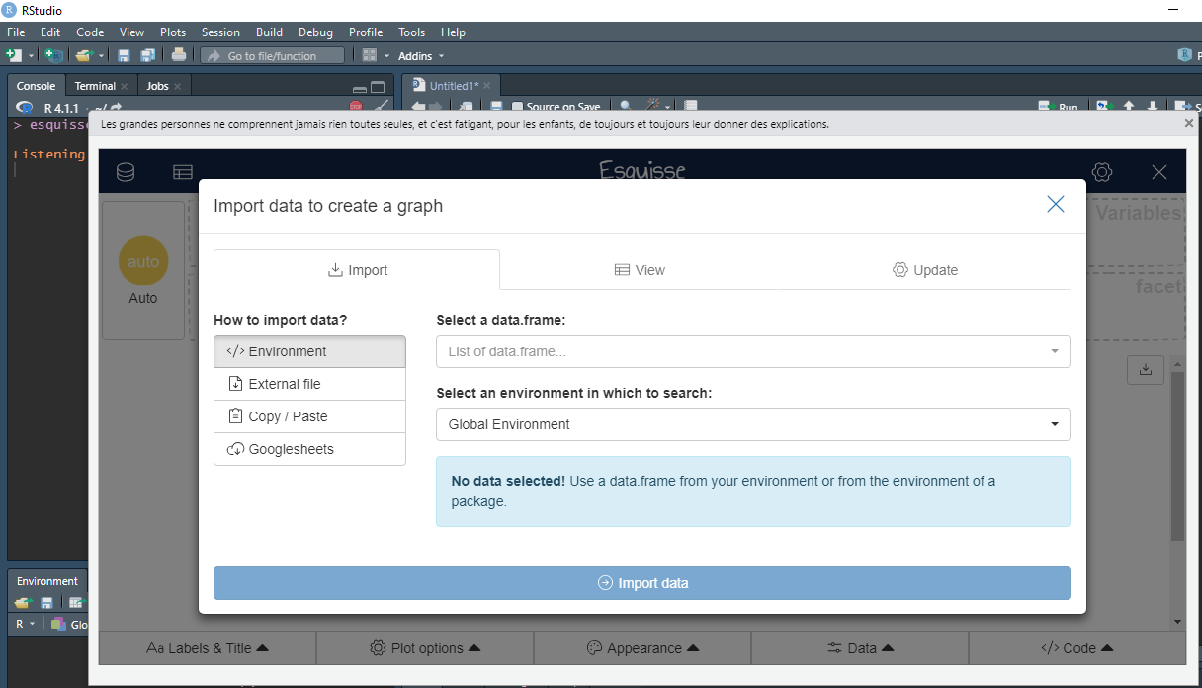 RStudio
File Edit Code View Plots Session Build Debug Profile Tools Help
Go to file/function Addins
Console Terminal Jobs Untitled1*
R 4.1.1 · ~/ Source on Save Run
> esquisse
Les grandes personnes ne comprennent jamais rien toutes seules, et c'est fatigant, pour les enfants, de toujours et toujours leur donner des explications.
Listening
Esquisse
Import data to create a graph
Variables
Import View Update
auto
Auto
facet
How to import data?
</> Environment
External file
Copy / Paste
Googlesheets
Select a data.frame:
List of data.frame...
Select an environment in which to search:
Global Environment
No data selected! Use a data.frame from your environment or from the environment of a
package.
Import data
Environment
R Glo
Aa Labels & Title Plot options Appearance Data </> Code